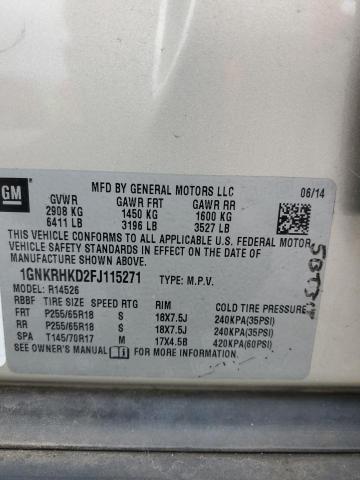 GM
MFD BY GENERAL MOTORS LLC 06/14
GVWR GAWR FRT GAWR RR
2908 KG 1450 KG 1600 KG
6411 LB 3196 LB 3527 LB
THIS VEHICLE CONFORMS TO ALL APPLICABLE U.S. FEDERAL MOTOR
VEHICLE SAFETY STANDARDS IN EFFECT ON THE DATE OF
MANUFACTURE SHOWN ABOVE.
1GNKRHKD2FJ115271 TYPE: M.P.V.
MODEL: R14526
RBBF TIRE SIZE SPEED RTG RIM COLD TIRE PRESSURE
FRT P255/65R18 S 18X7.5J 240KPA(35PSI)
RR P255/65R18 S 18X7.5J 240KPA(35PSI)
SPA T145/70R17 M 17X4.5B 420KPA(60PSI)
SEE OWNER'S MANUAL FOR MORE INFORMATION.